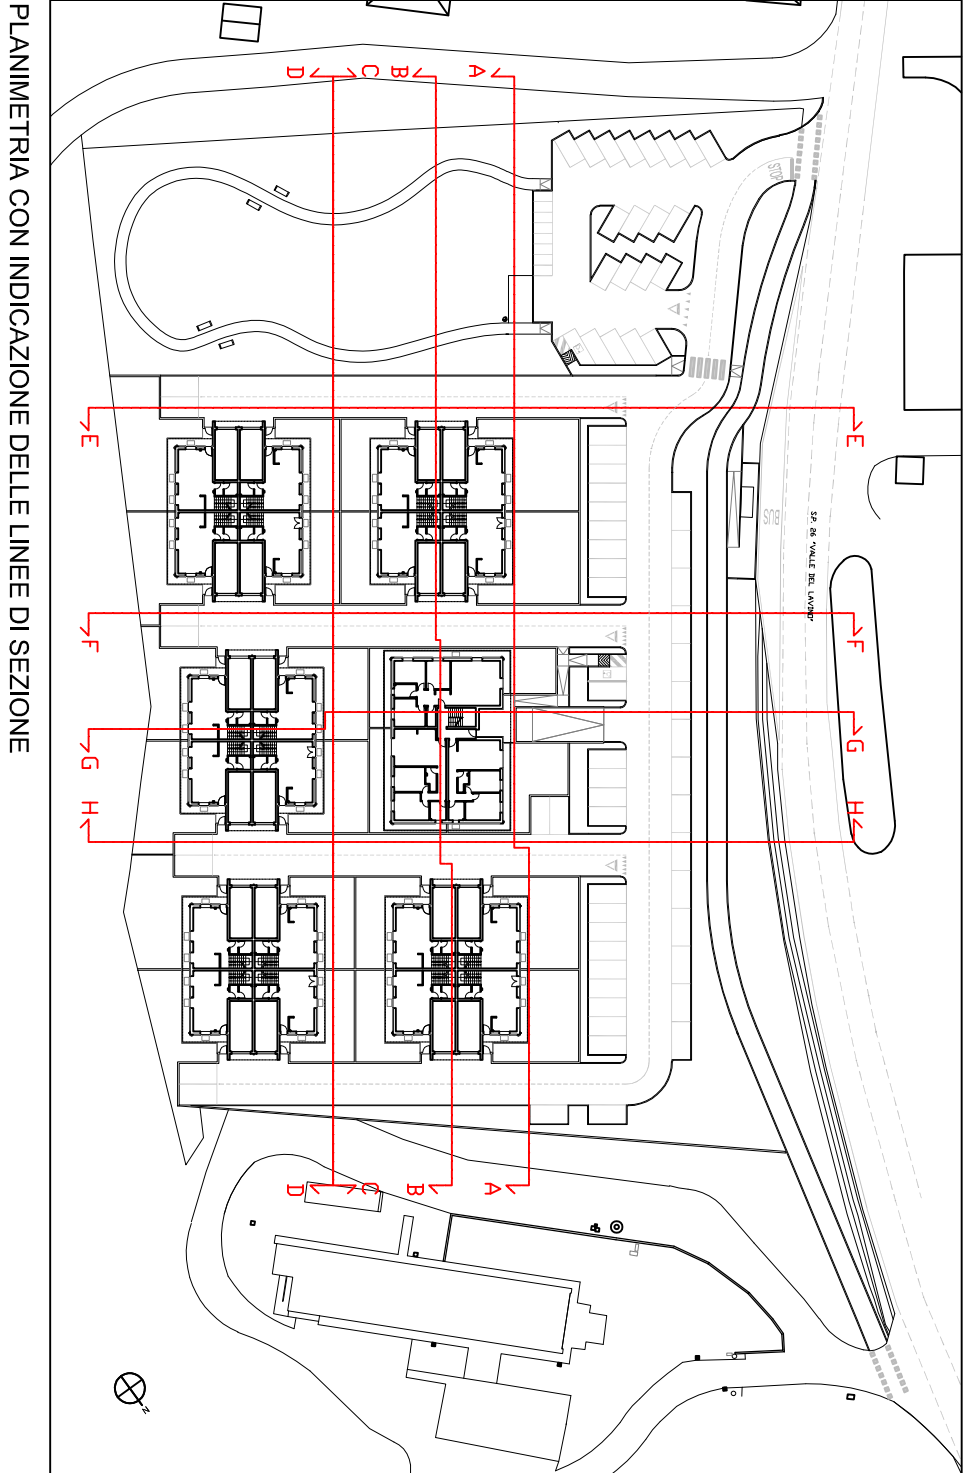 PLANIMETRIA CON INDICAZIONE DELLE LINEE DI SEZIONE
D C B A
STOP
E E
BUS
S.P. 26 "VALLE DEL LAVINO"
F F
G G
H H
D C B A
N